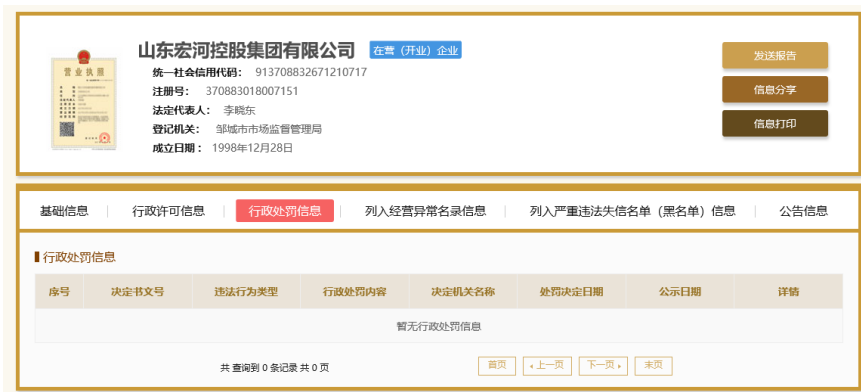 山东宏河控股集团有限公司 在营（开业）企业
统一社会信用代码： 913708832671210717
注册号： 370883018007151
法定代表人： 李晓东
登记机关： 邹城市市场监督管理局
成立日期： 1998年12月28日
营业执照
发送报告
信息分享
信息打印
基础信息 行政许可信息 行政处罚信息 列入经营异常名录信息 列入严重违法失信名单（黑名单）信息 公告信息
行政处罚信息
序号 决定书文号 违法行为类型 行政处罚内容 决定机关名称 处罚决定日期 公示日期 详情
暂无行政处罚信息
共 查询到 0 条记录 共 0 页 首页 上一页 下一页 末页